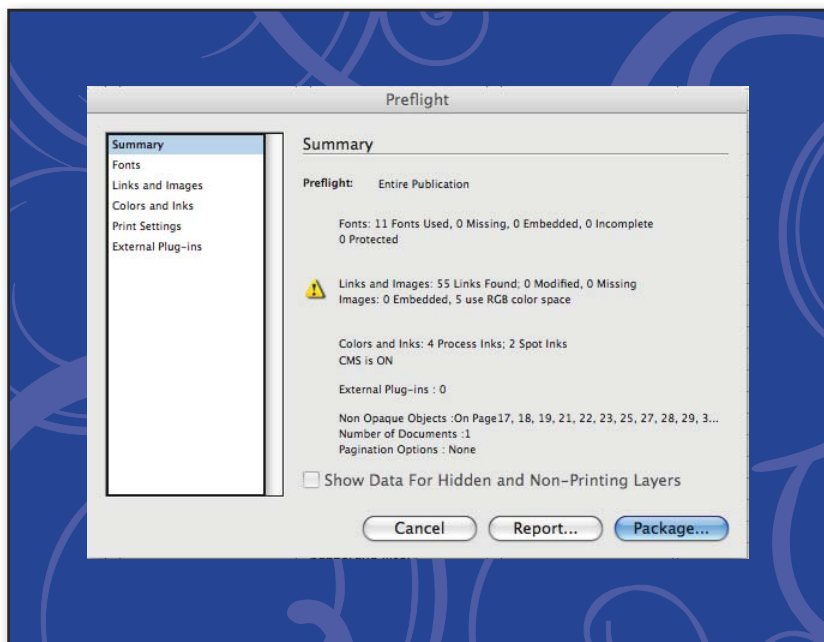 Preflight
Summary
Fonts
Links and Images
Colors and Inks
Print Settings
External Plug-ins
Summary
Preflight: Entire Publication
Fonts: 11 Fonts Used, 0 Missing, 0 Embedded, 0 Incomplete
0 Protected
Links and Images: 55 Links Found; 0 Modified, 0 Missing
Images: 0 Embedded, 5 use RGB color space
Colors and Inks: 4 Process Inks; 2 Spot Inks
CMS is ON
External Plug-ins : 0
Non Opaque Objects :On Page17, 18, 19, 21, 22, 23, 25, 27, 28, 29, 3...
Number of Documents :1
Pagination Options : None
Show Data For Hidden and Non-Printing Layers
Cancel Report... Package...